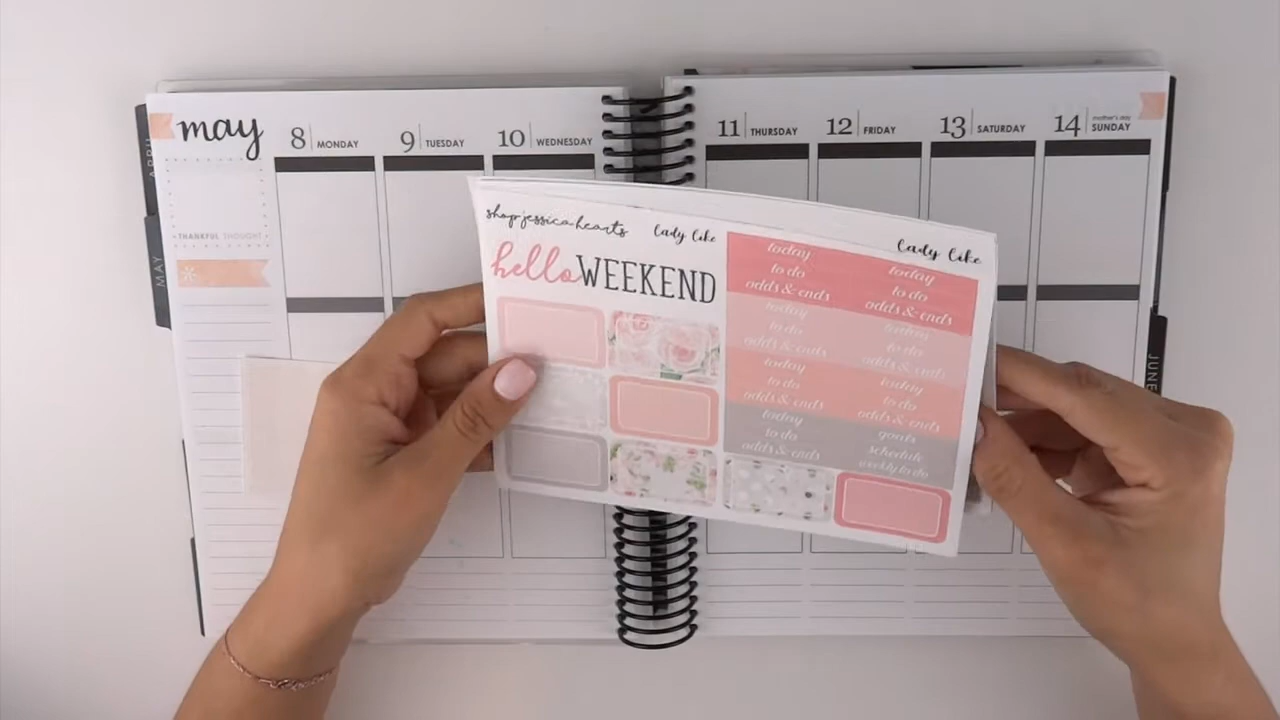 may
8 MONDAY
9 TUESDAY
10 WEDNESDAY
11 THURSDAY
12 FRIDAY
13 SATURDAY
14 mother's day SUNDAY
APRIL
THANKFUL THOUGHT
MAY
JUNE
shop jessica hearts
lady like
lady like
hello WEEKEND
today
to do
odds & ends
today
to do
odds & ends
today
to do
odds & ends
today
to do
odds & ends
today
to do
odds & ends
today
to do
odds & ends
today
to do
odds & ends
goals
schedule
weekly to do